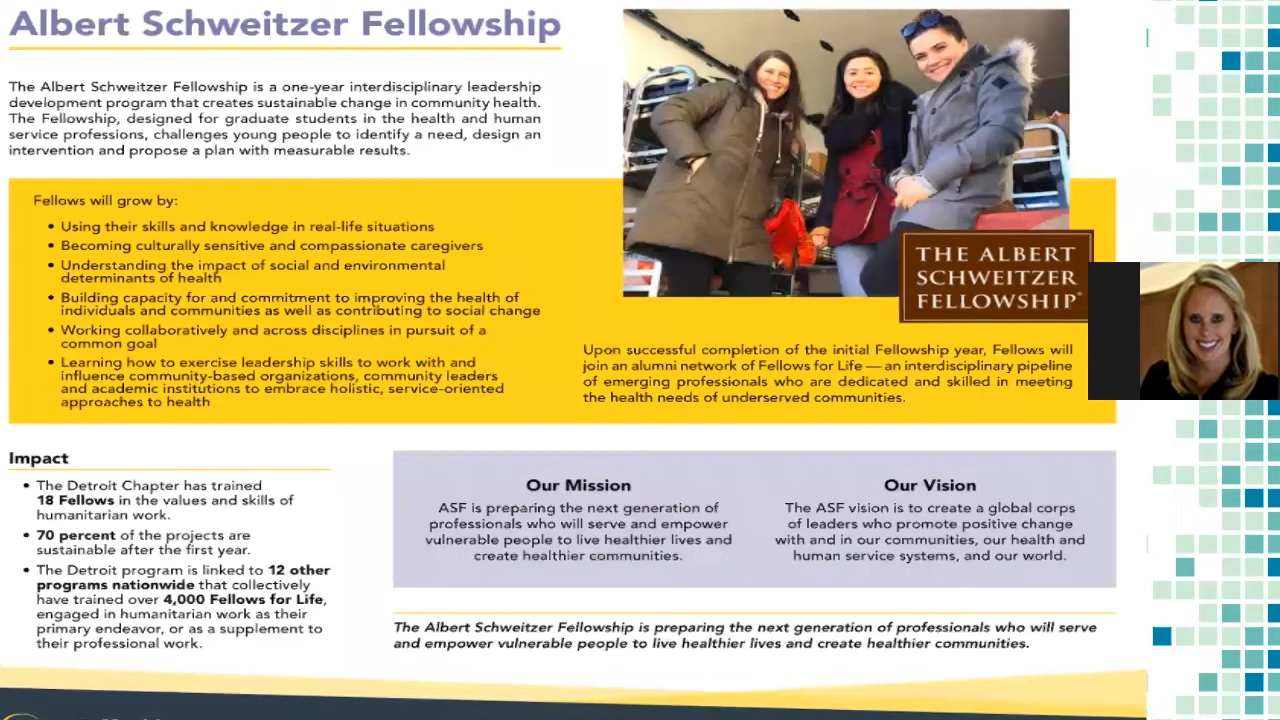 Albert Schweitzer Fellowship
The Albert Schweitzer Fellowship is a one-year interdisciplinary leadership
development program that creates sustainable change in community health.
The Fellowship, designed for graduate students in the health and human
service professions, challenges young people to identify a need, design an
intervention and propose a plan with measurable results.
Fellows will grow by:
• Using their skills and knowledge in real-life situations
• Becoming culturally sensitive and compassionate caregivers
• Understanding the impact of social and environmental
determinants of health
• Building capacity for and commitment to improving the health of
individuals and communities as well as contributing to social change
• Working collaboratively and across disciplines in pursuit of a
common goal
• Learning how to exercise leadership skills to work with and
influence community-based organizations, community leaders
and academic institutions to embrace holistic, service-oriented
approaches to health
THE ALBERT
SCHWEITZER
FELLOWSHIP®
Upon successful completion of the initial Fellowship year, Fellows will
join an alumni network of Fellows for Life — an interdisciplinary pipeline
of emerging professionals who are dedicated and skilled in meeting
the health needs of underserved communities.
Impact
• The Detroit Chapter has trained
18 Fellows in the values and skills of
humanitarian work.
• 70 percent of the projects are
sustainable after the first year.
• The Detroit program is linked to 12 other
programs nationwide that collectively
have trained over 4,000 Fellows for Life,
engaged in humanitarian work as their
primary endeavor, or as a supplement to
their professional work.
Our Mission
ASF is preparing the next generation of
professionals who will serve and empower
vulnerable people to live healthier lives and
create healthier communities.
Our Vision
The ASF vision is to create a global corps
of leaders who promote positive change
with and in our communities, our health and
human service systems, and our world.
The Albert Schweitzer Fellowship is preparing the next generation of professionals who will serve
and empower vulnerable people to live healthier lives and create healthier communities.